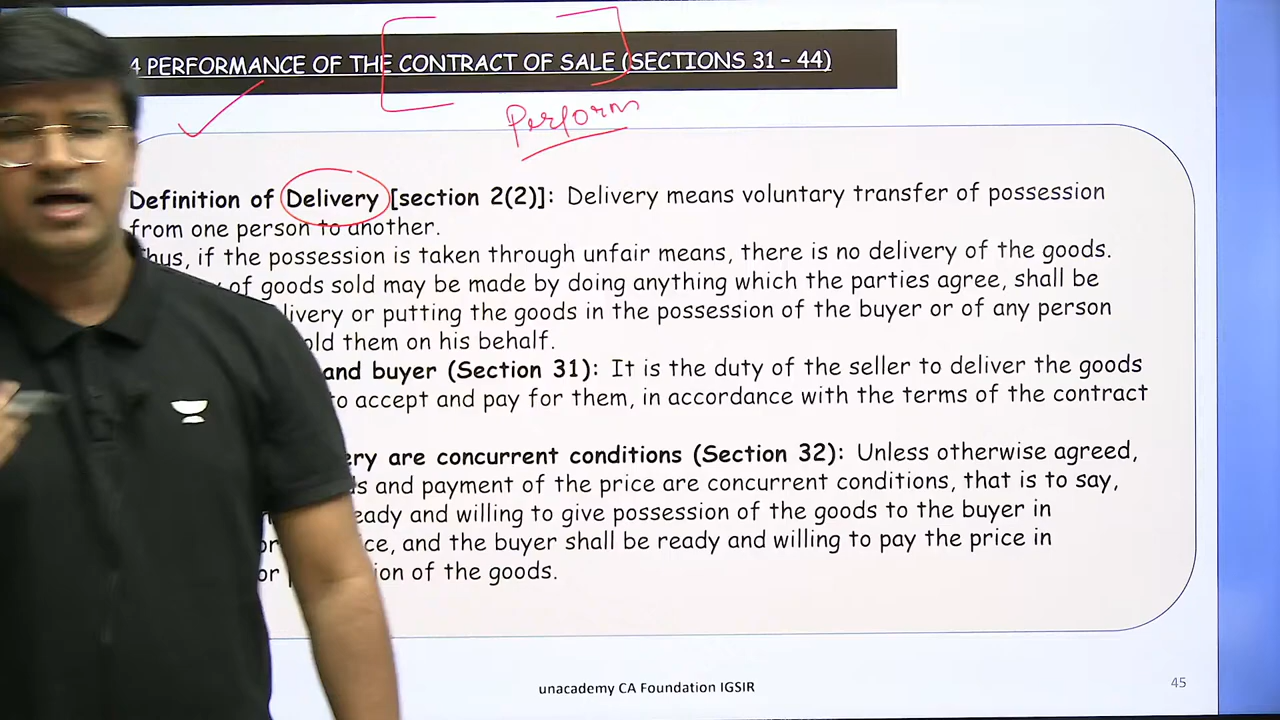 4 PERFORMANCE OF THE CONTRACT OF SALE (SECTIONS 31 – 44)
Perform
Definition of Delivery [section 2(2)]: Delivery means voluntary transfer of possession
from one person to another.
hus, if the possession is taken through unfair means, there is no delivery of the goods.
of goods sold may be made by doing anything which the parties agree, shall be
livery or putting the goods in the possession of the buyer or of any person
old them on his behalf.
and buyer (Section 31): It is the duty of the seller to deliver the goods
to accept and pay for them, in accordance with the terms of the contract
ery are concurrent conditions (Section 32): Unless otherwise agreed,
ds and payment of the price are concurrent conditions, that is to say,
eady and willing to give possession of the goods to the buyer in
or ce, and the buyer shall be ready and willing to pay the price in
or p ion of the goods.
unacademy CA Foundation IGSIR
45